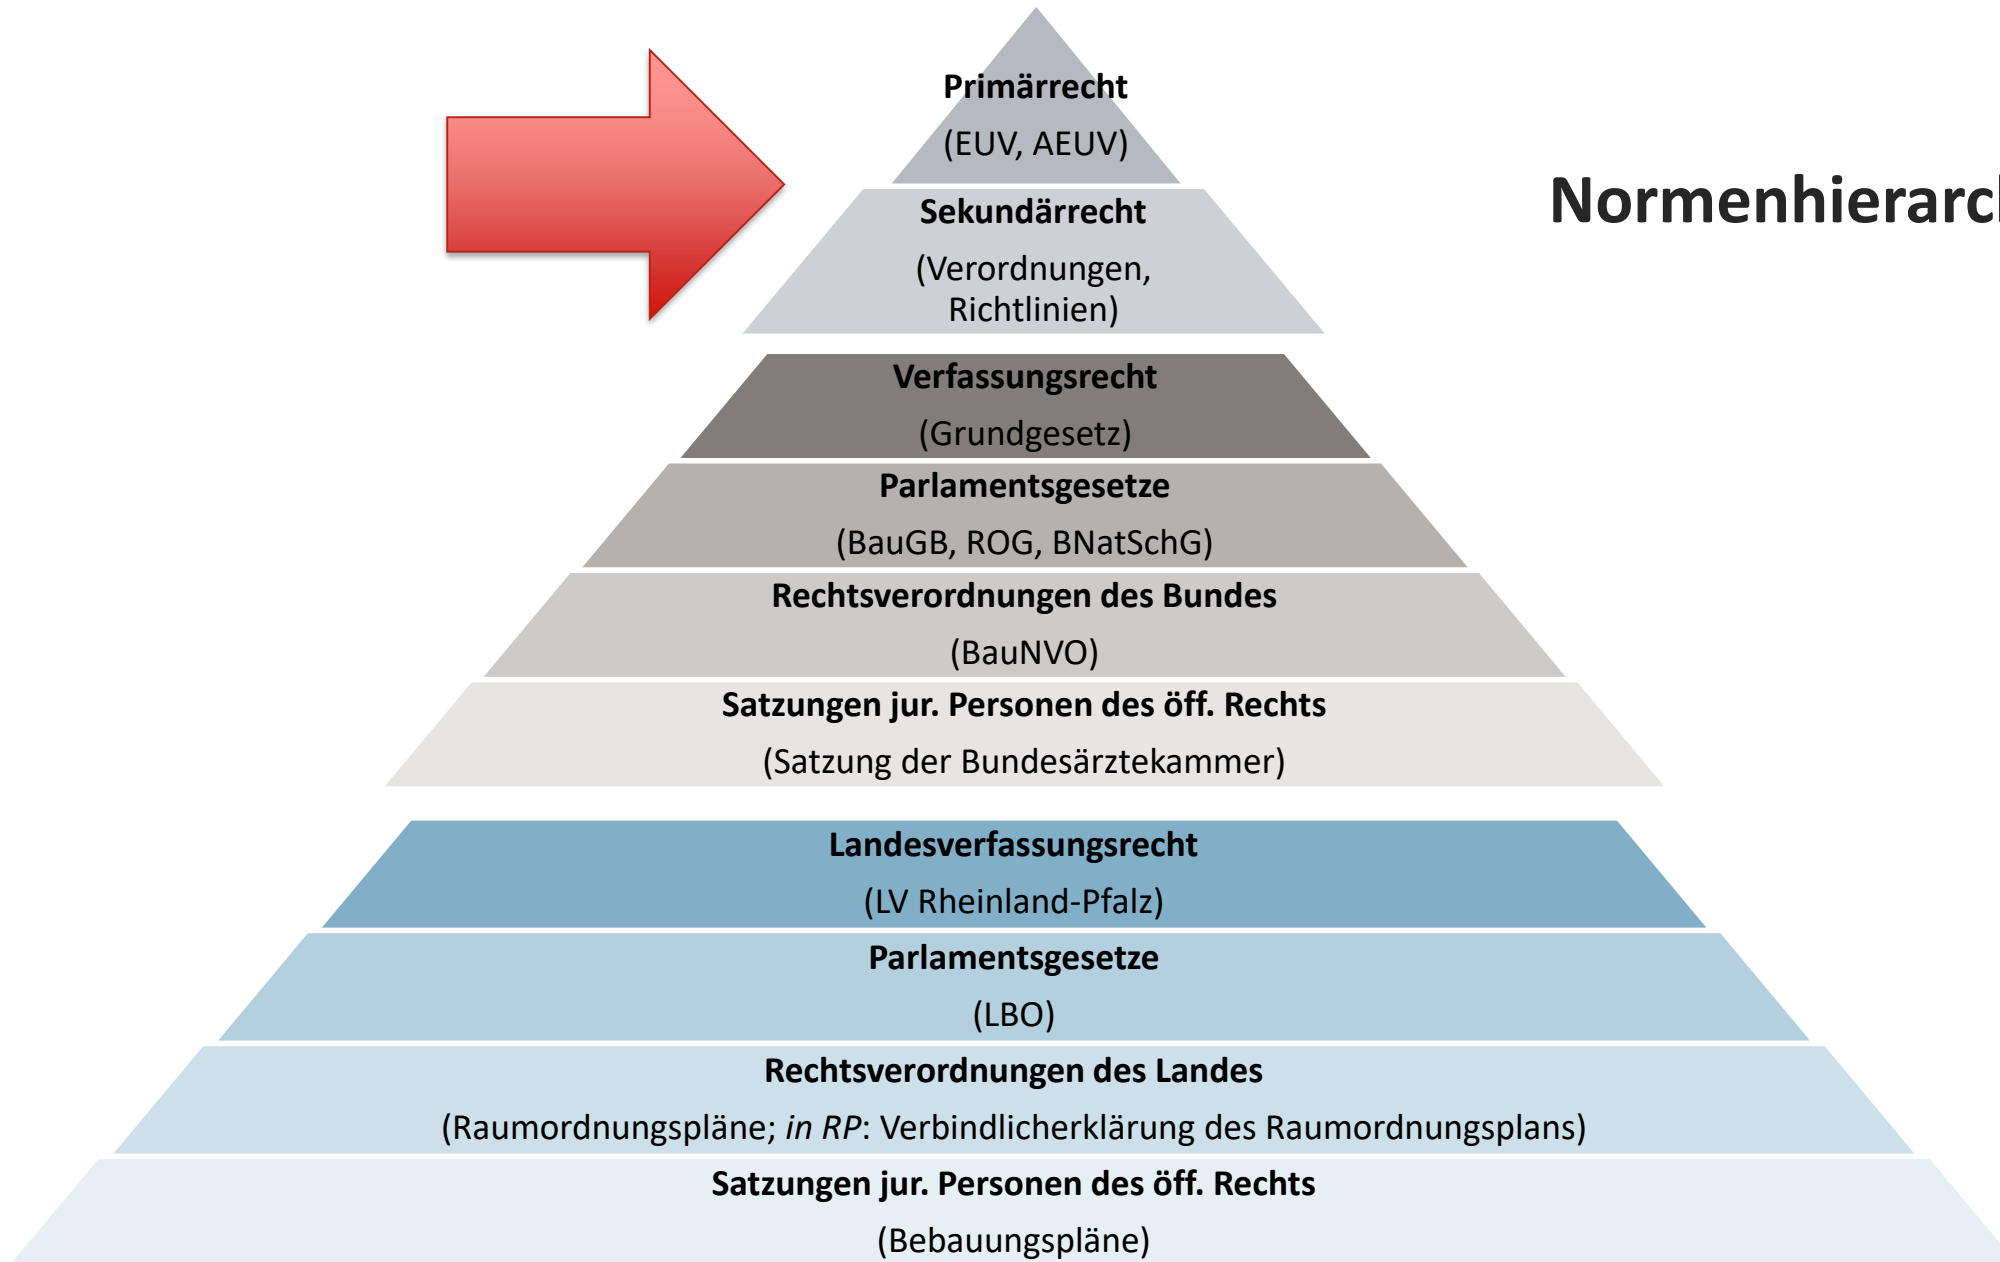 Primärrecht
(EUV, AEUV)
Normenhierarc
Sekundärrecht
(Verordnungen,
Richtlinien)
Verfassungsrecht
(Grundgesetz)
Parlamentsgesetze
(BauGB, ROG, BNatSchG)
Rechtsverordnungen des Bundes
(BauNVO)
Satzungen jur. Personen des öff. Rechts
(Satzung der Bundesärztekammer)
Landesverfassungsrecht
(LV Rheinland-Pfalz)
Parlamentsgesetze
(LBO)
Rechtsverordnungen des Landes
(Raumordnungspläne; in RP: Verbindlicherklärung des Raumordnungsplans)
Satzungen jur. Personen des öff. Rechts
(Bebauungspläne)